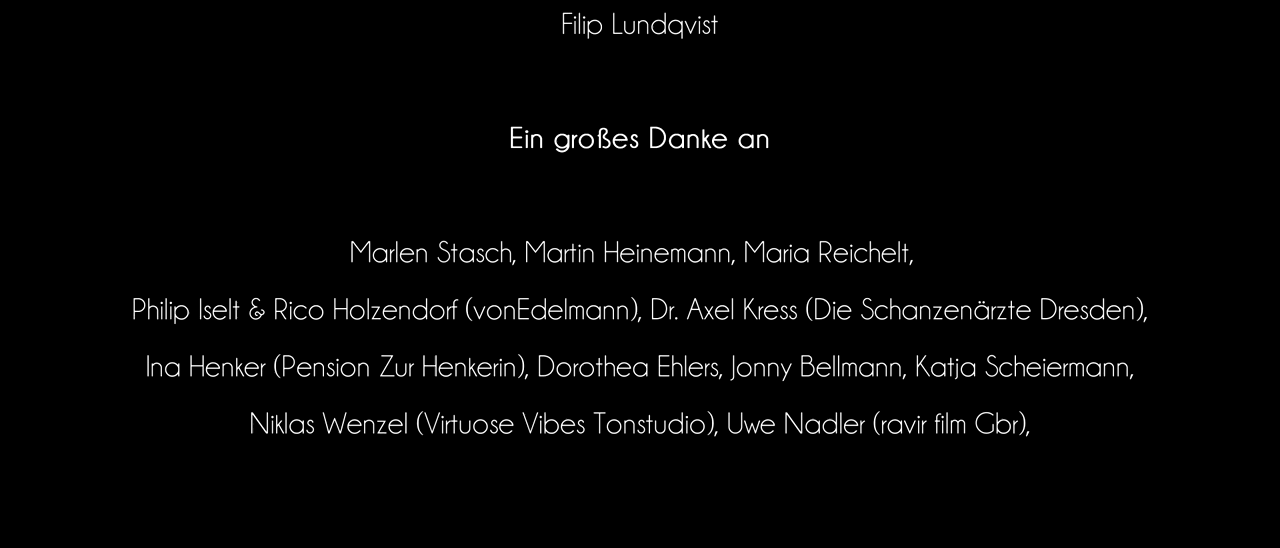 Filip Lundqvist
Ein großes Danke an
Marlen Stasch, Martin Heinemann, Maria Reichelt,
Philip Iselt & Rico Holzendorf (vonEdelmann), Dr. Axel Kress (Die Schanzenärzte Dresden),
Ina Henker (Pension Zur Henkerin), Dorothea Ehlers, Jonny Bellmann, Katja Scheiermann,
Niklas Wenzel (Virtuose Vibes Tonstudio), Uwe Nadler (ravir film Gbr),